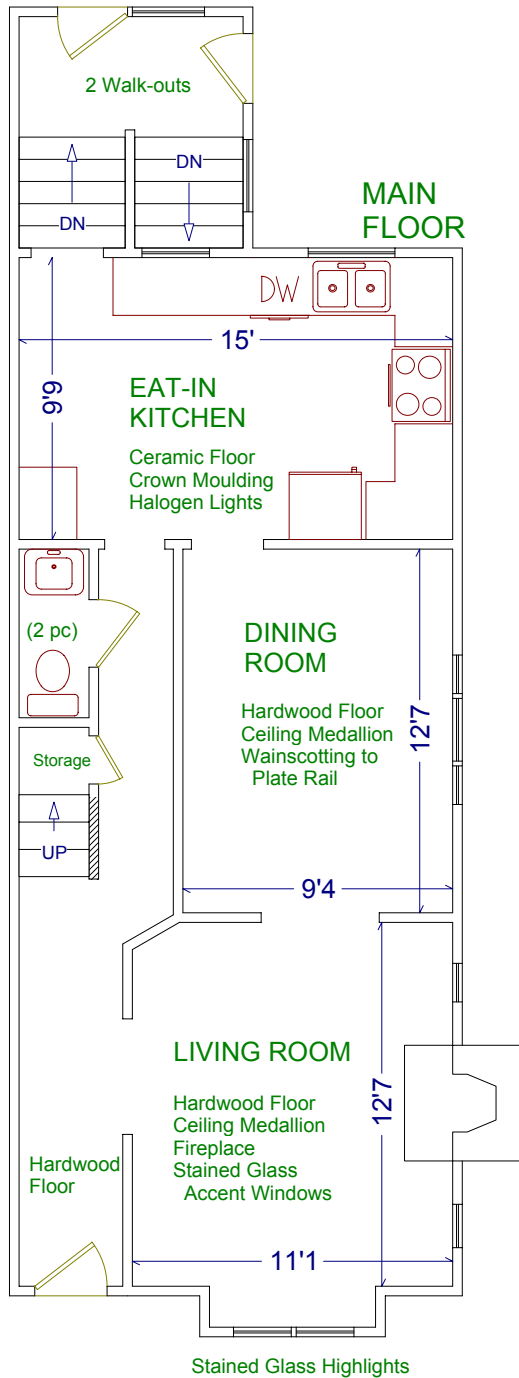 2 Walk-outs
DN
DN
MAIN
FLOOR
DW
15'
9'9
EAT-IN
KITCHEN
Ceramic Floor
Crown Moulding
Halogen Lights
(2 pc)
DINING
ROOM
Hardwood Floor
Ceiling Medallion
Wainscotting to
Plate Rail
12'7
Storage
UP
9'4
LIVING ROOM
Hardwood Floor
Ceiling Medallion
Fireplace
Stained Glass
Accent Windows
12'7
Hardwood
Floor
11'1
Stained Glass Highlights